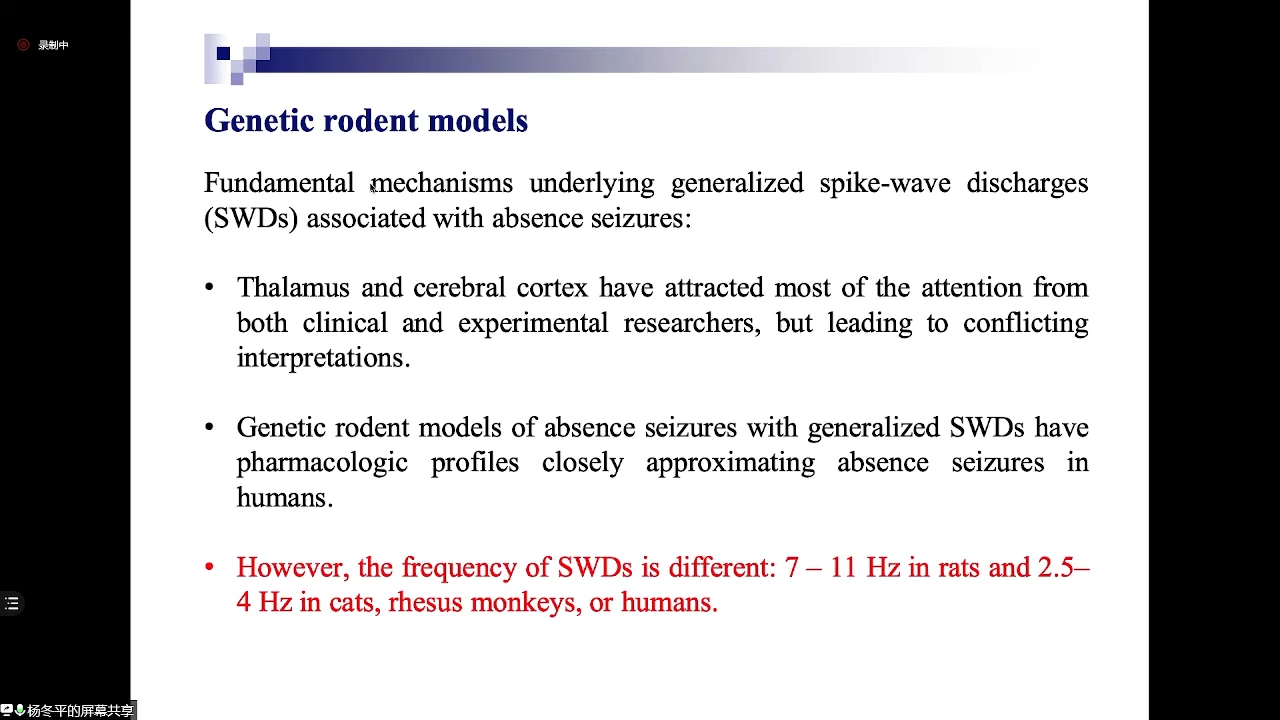 录制中
Genetic rodent models
Fundamental mechanisms underlying generalized spike-wave discharges
(SWDs) associated with absence seizures:
• Thalamus and cerebral cortex have attracted most of the attention from
both clinical and experimental researchers, but leading to conflicting
interpretations.
• Genetic rodent models of absence seizures with generalized SWDs have
pharmacologic profiles closely approximating absence seizures in
humans.
• However, the frequency of SWDs is different: 7 – 11 Hz in rats and 2.5–
4 Hz in cats, rhesus monkeys, or humans.
杨冬平的屏幕共享